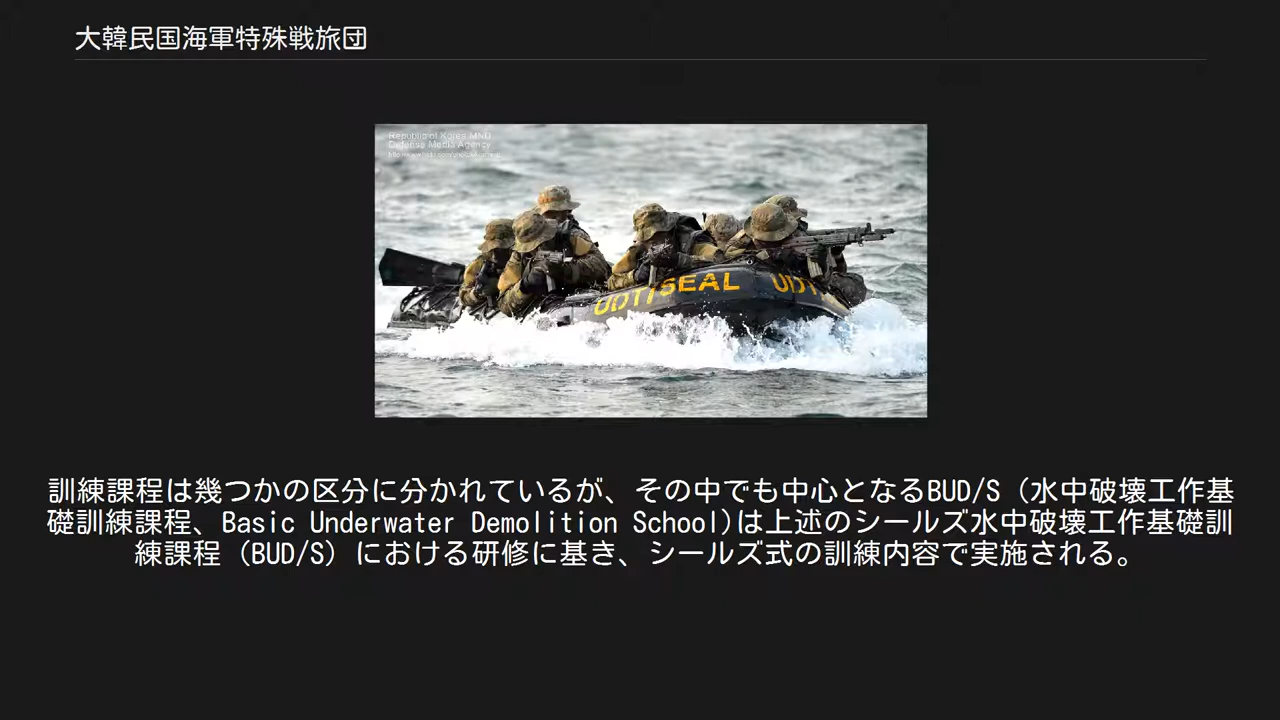 大韓民国海軍特殊戦旅団
Republic of Korea MND
Defense Media Agency
UDT/SEAL UDT/
訓練課程は幾つかの区分に分かれているが、その中でも中心となるBUD/S（水中破壊工作基
礎訓練課程、Basic Underwater Demolition School)は上述のシールズ水中破壊工作基礎訓
練課程（BUD/S）における研修に基き、シールズ式の訓練内容で実施される。